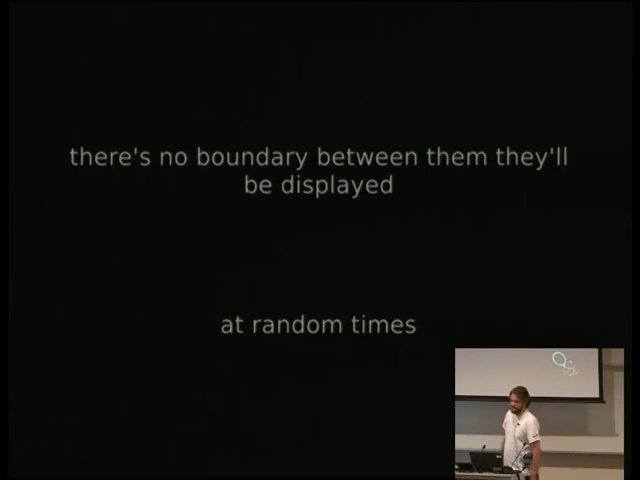 there's no boundary between them they'll
be displayed
at random times